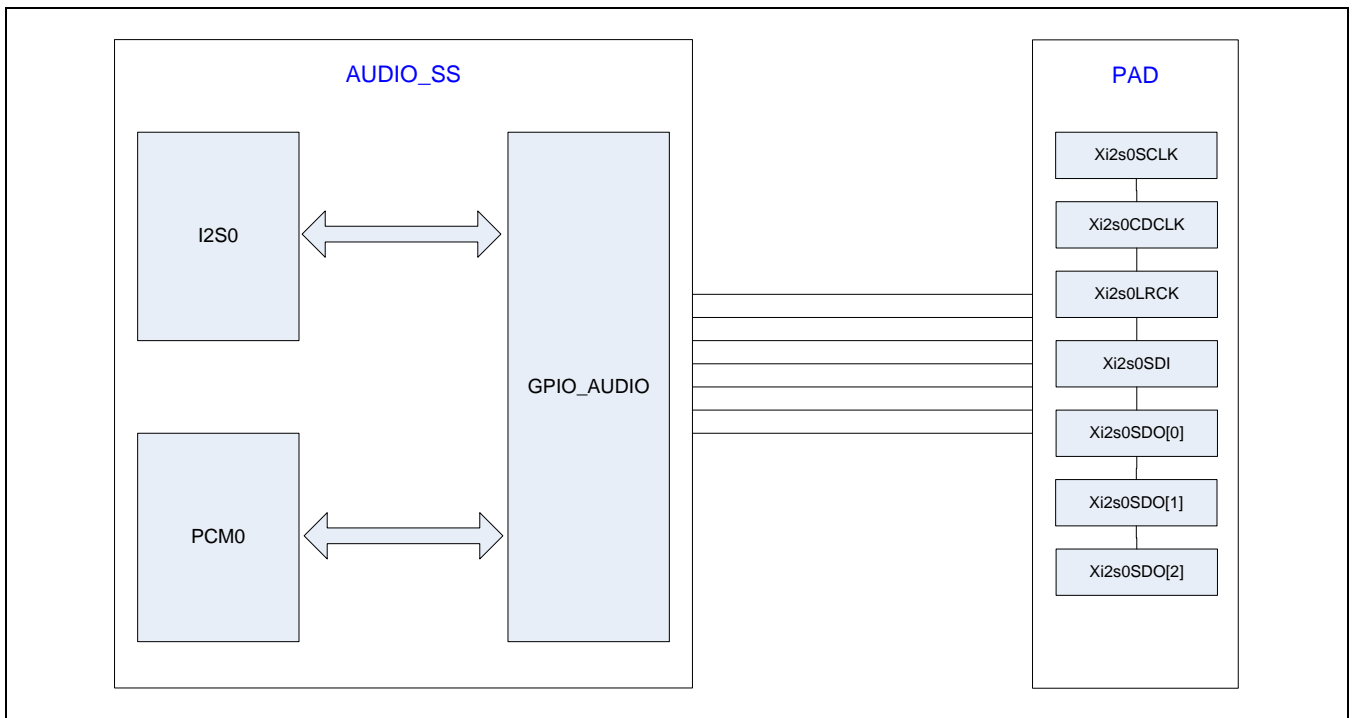 AUDIO_SS
I2S0
PCM0
GPIO_AUDIO
PAD
Xi2s0SCLK
Xi2s0CDCLK
Xi2s0LRCK
Xi2s0SDI
Xi2s0SDO[0]
Xi2s0SDO[1]
Xi2s0SDO[2]